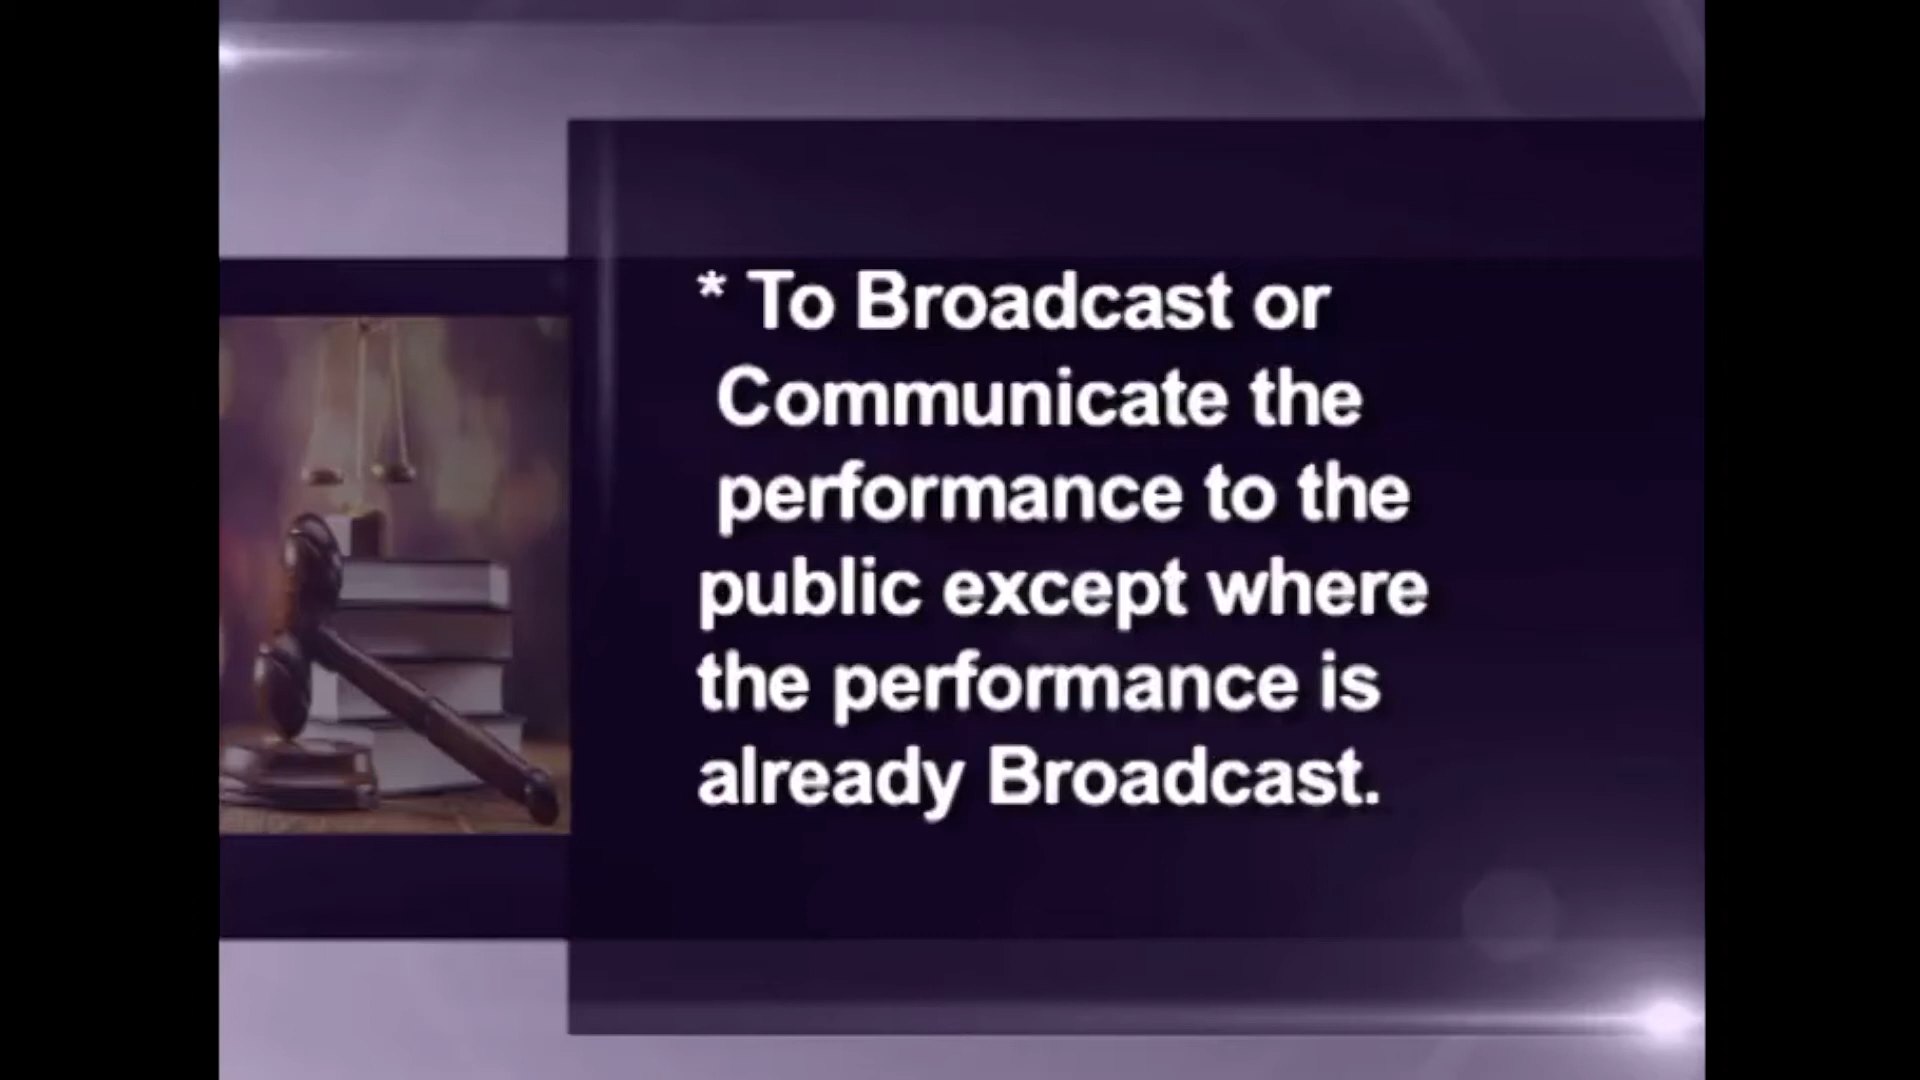 * To Broadcast or
Communicate the
performance to the
public except where
the performance is
already Broadcast.